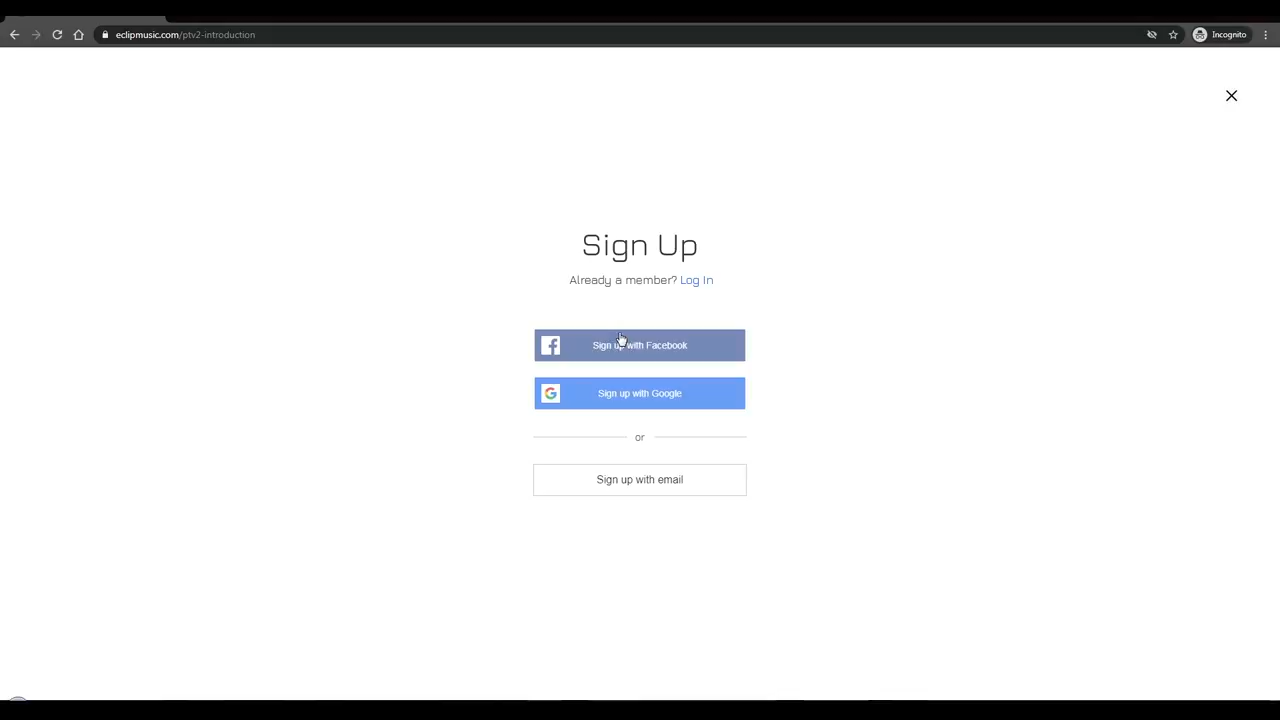 eclipmusic.com/ptv2-introduction
Incognito
Sign Up
Already a member? Log In
Sign up with Facebook
Sign up with Google
or
Sign up with email